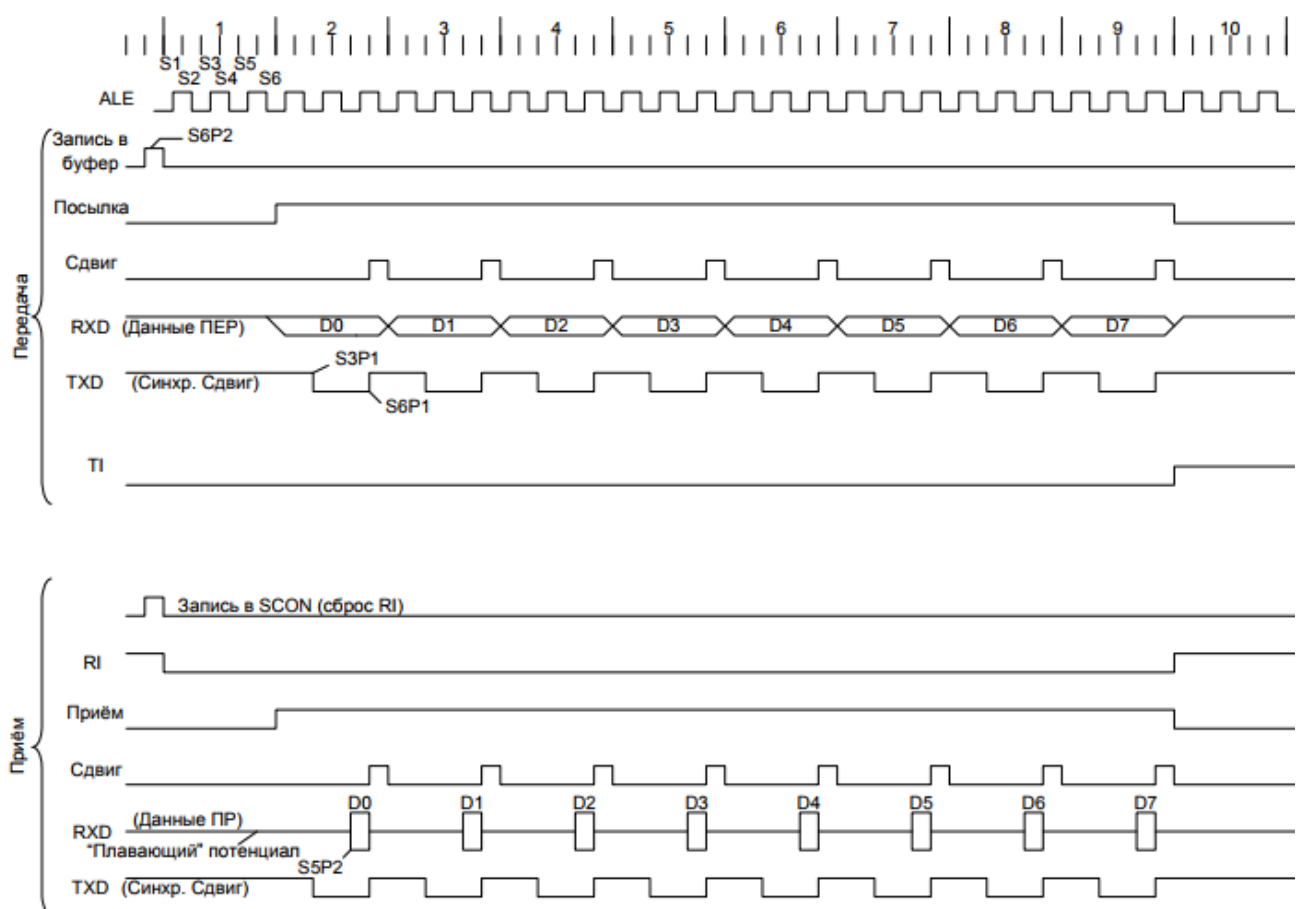 1 2 3 4 5 6 7 8 9 10
S1 S3 S5
S2 S4 S6
ALE
Запись в
буфер
S6P2
Посылка
Сдвиг
RXD (Данные ПЕР) D0 D1 D2 D3 D4 D5 D6 D7
S3P1
TXD (Синхр. Сдвиг)
S6P1
TI
Передача
Запись в SCON (сброс RI)
RI
Приём
Сдвиг
D0 D1 D2 D3 D4 D5 D6 D7
(Данные ПР)
RXD
"Плавающий" потенциал
S5P2
TXD (Синхр. Сдвиг)
Приём